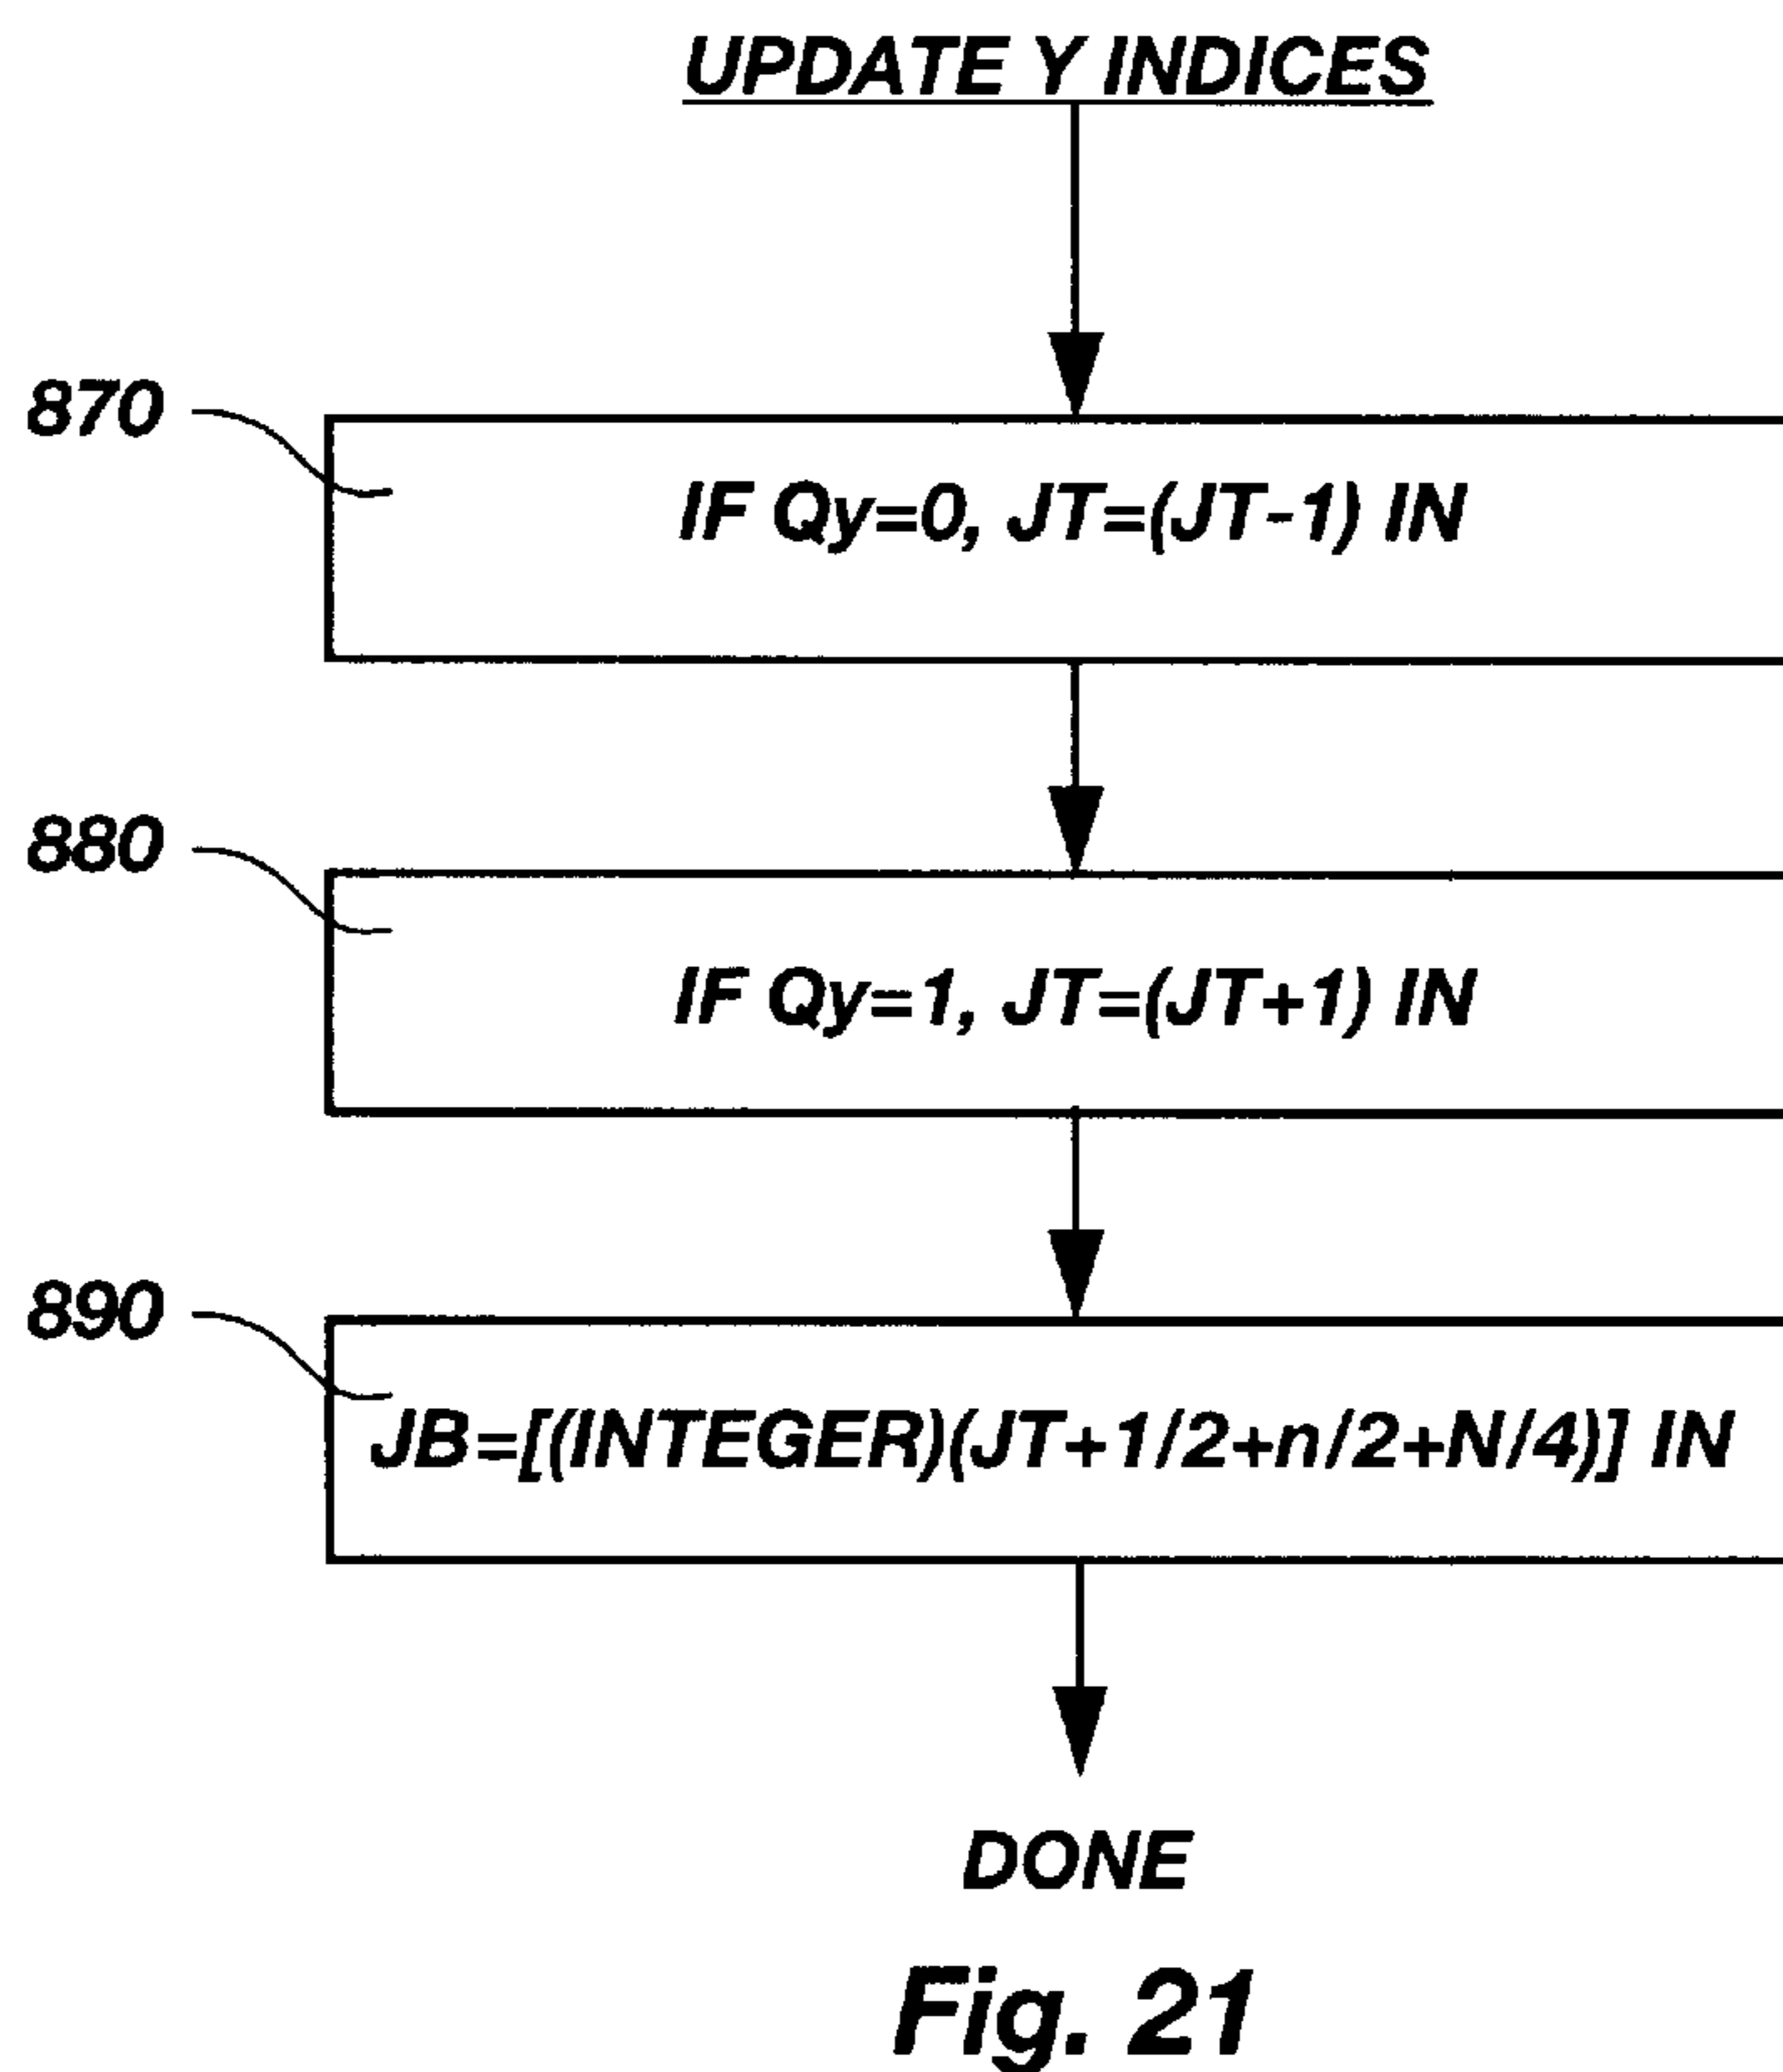 UPDATE Y INDICES
870
IF Qy=0, JT=(JT-1) IN
880
IF Qy=1, JT=(JT+1) IN
890
JB=[(INTEGER)(JT+1/2+n/2+N/4)] IN
DONE
Fig. 21